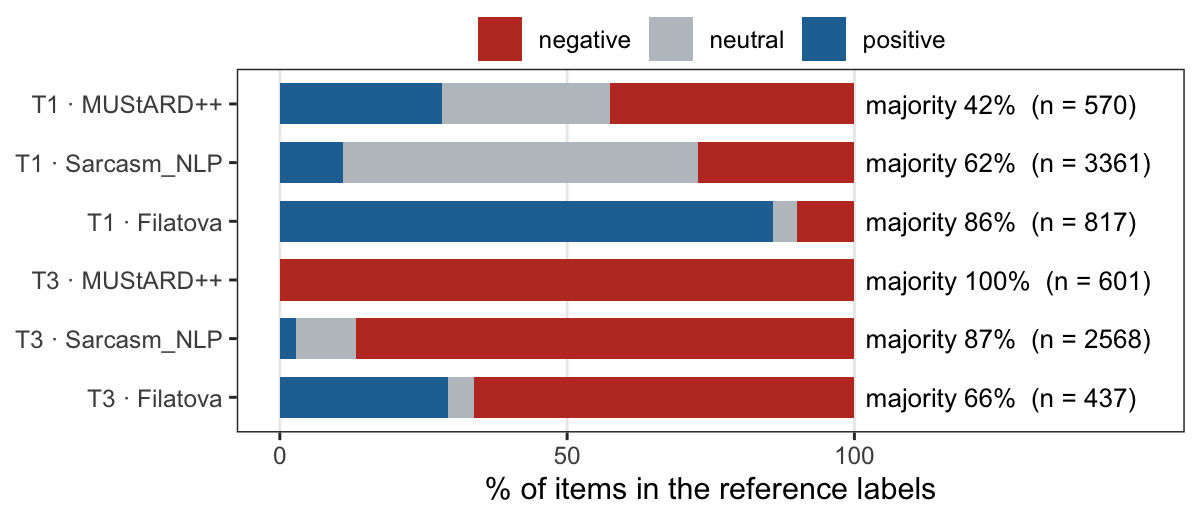 negative neutral positive
T1 · MUStARD++ majority 42% (n = 570)
T1 · Sarcasm_NLP majority 62% (n = 3361)
T1 · Filatova majority 86% (n = 817)
T3 · MUStARD++ majority 100% (n = 601)
T3 · Sarcasm_NLP majority 87% (n = 2568)
T3 · Filatova majority 66% (n = 437)
0 50 100
% of items in the reference labels